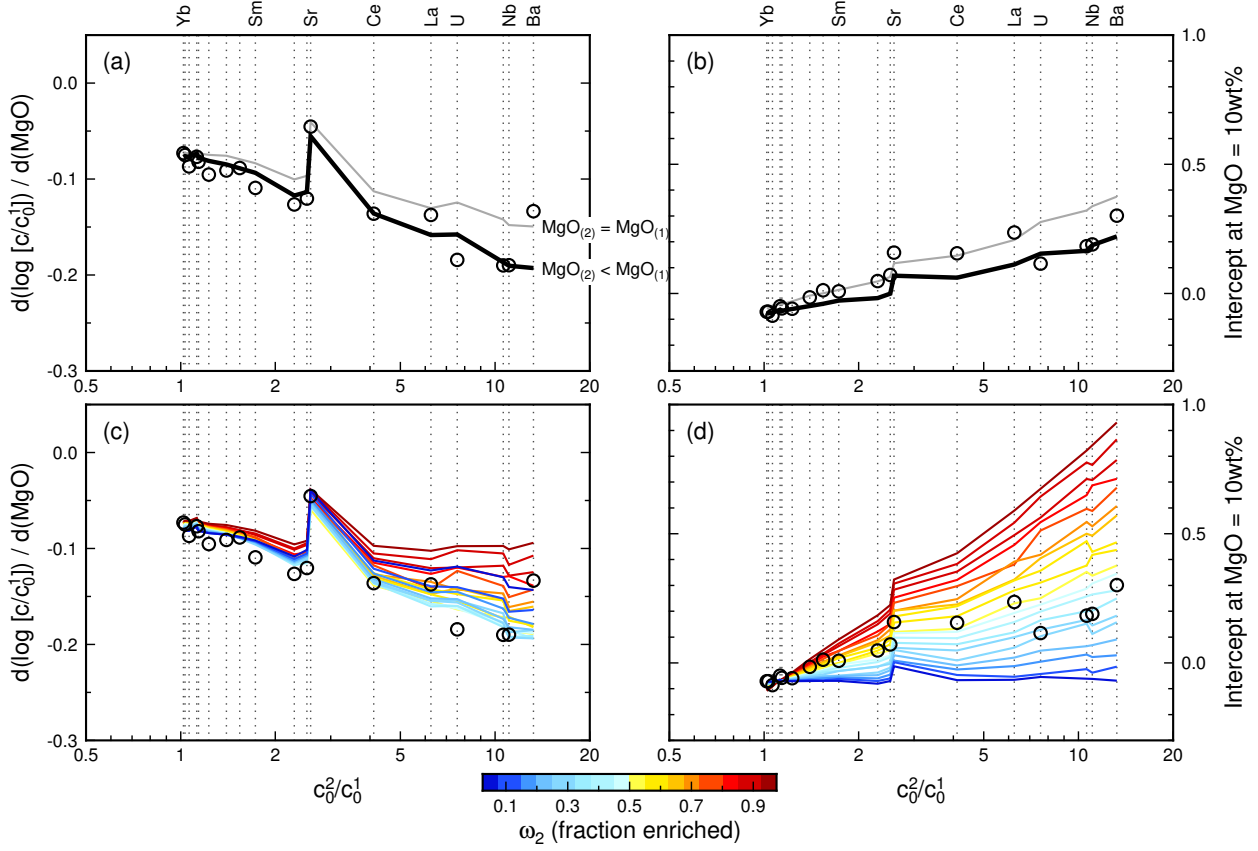 Yb Sm Sr Ce La U Nb Ba
Yb Sm Sr Ce La U Nb Ba
(a)
d(log [c/c₀¹]) / d(MgO)
0.0
-0.1
-0.2
-0.3
MgO₍₂₎ = MgO₍₁₎
MgO₍₂₎ < MgO₍₁₎
0.5 1 2 5 10 20
(b)
1.0
0.5
0.0
Intercept at MgO = 10wt%
0.5 1 2 5 10 20
(c)
d(log [c/c₀¹]) / d(MgO)
0.0
-0.1
-0.2
-0.3
0.5 1 2 5 10 20
c₀²/c₀¹
(d)
1.0
0.5
0.0
Intercept at MgO = 10wt%
0.5 1 2 5 10 20
c₀²/c₀¹
0.1 0.3 0.5 0.7 0.9
ω₂ (fraction enriched)